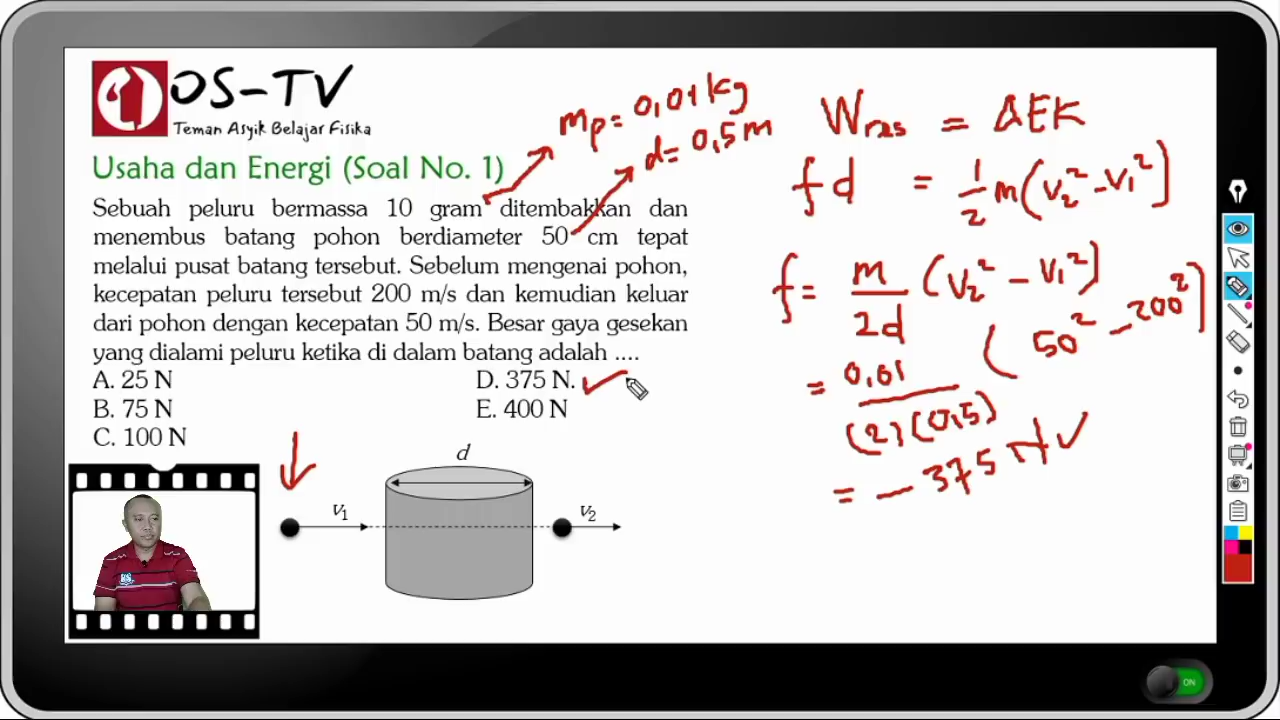 OS-TV
Teman Asyik Belajar Fisika
Usaha dan Energi (Soal No. 1)
Sebuah peluru bermassa 10 gram ditembakkan dan
menembus batang pohon berdiameter 50 cm tepat
melalui pusat batang tersebut. Sebelum mengenai pohon,
kecepatan peluru tersebut 200 m/s dan kemudian keluar
dari pohon dengan kecepatan 50 m/s. Besar gaya gesekan
yang dialami peluru ketika di dalam batang adalah ....
A. 25 N
B. 75 N
C. 100 N
D. 375 N.
E. 400 N
d
v₁
v₂
mp = 0,01 kg
d = 0,5 m
Wres = ΔEK
f d = 1/2 m (v₂² - v₁²)
f = m/2d (v₂² - v₁²)
= 0,01/(2)(0,5) (50² - 200²)
= - 375 N
ON